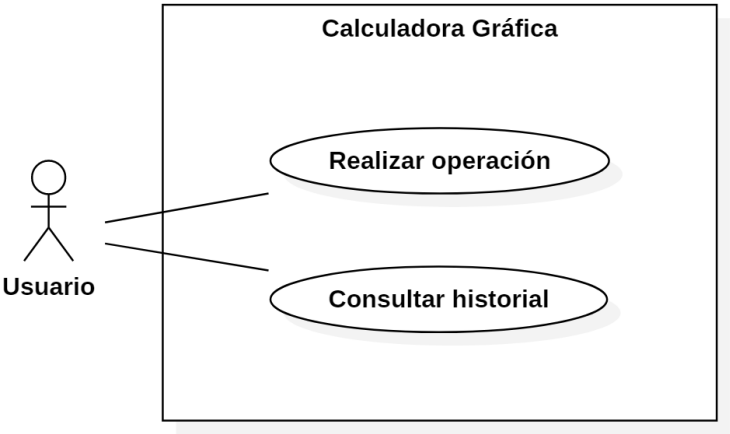 Calculadora Gráfica
Realizar operación
Usuario
Consultar historial